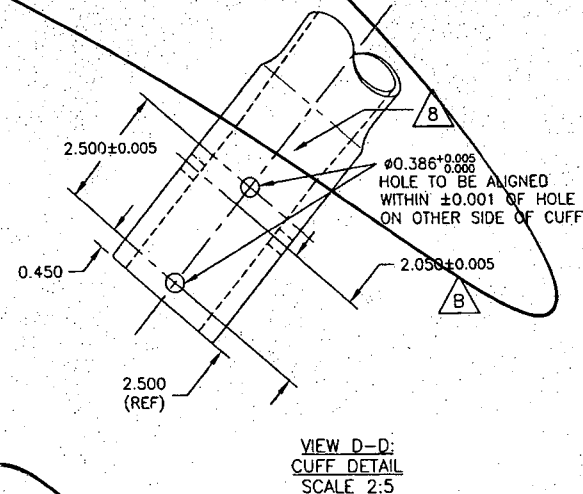 8
2.500±0.005
ø0.386+0.005
0.000
HOLE TO BE ALIGNED
WITHIN ±0.001 OF HOLE
ON OTHER SIDE OF CUFF
0.450
2.050±0.005
B
2.500
(REF)
VIEW D-D:
CUFF DETAIL
SCALE 2:5